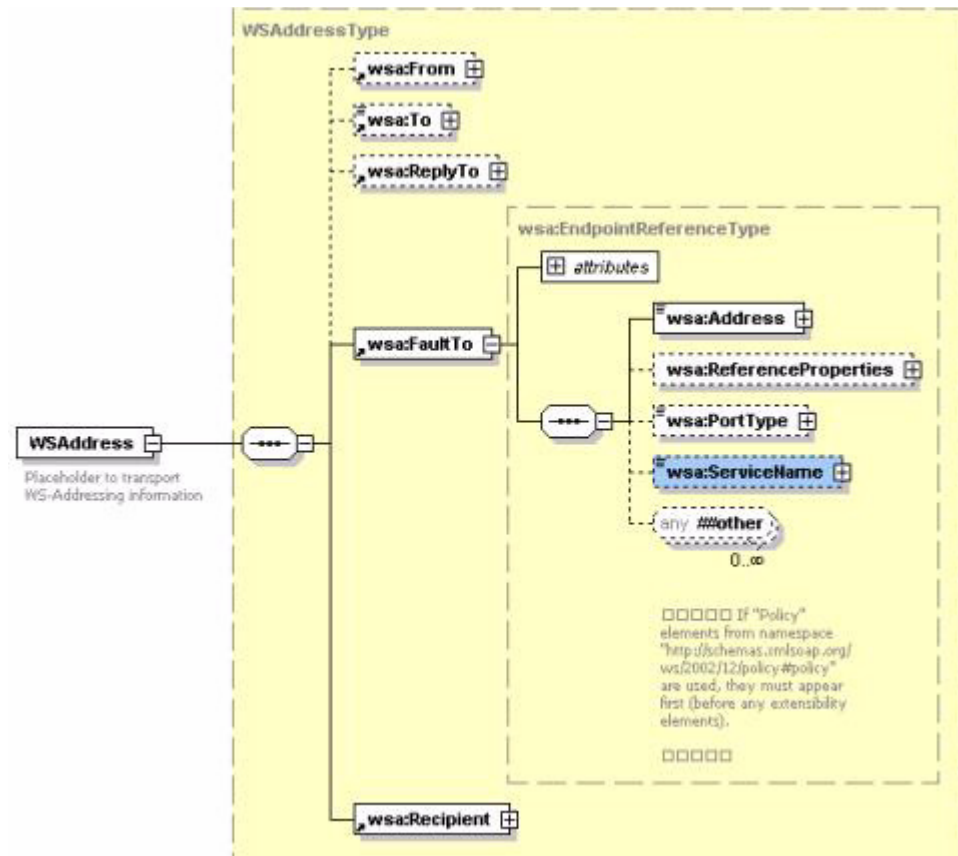 WSAddressType
wsa:From
wsa:To
wsa:ReplyTo
wsa:EndpointReferenceType
attributes
wsa:Address
wsa:FaultTo
wsa:ReferenceProperties
wsa:PortType
WSAddress
Placeholder to transport
WS-Addressing information
wsa:ServiceName
any ##other
0..∞
□□□□□ If "Policy"
elements from namespace
"http://schemas.xmlsoap.org/
ws/2002/12/policy#policy"
are used, they must appear
first (before any extensibility
elements).
□□□□□
wsa:Recipient